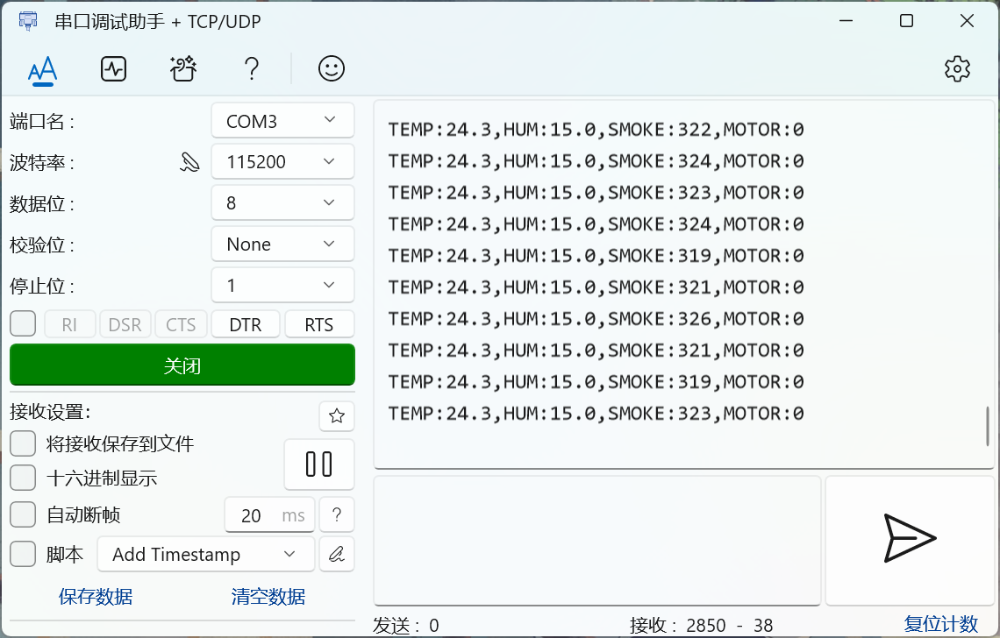 串口调试助手 + TCP/UDP
端口名 :
COM3
波特率 :
115200
数据位 :
8
校验位 :
None
停止位 :
1
RI DSR CTS DTR RTS
关闭
接收设置:
将接收保存到文件
十六进制显示
自动断帧
20 ms ?
脚本
Add Timestamp
保存数据 清空数据
TEMP:24.3,HUM:15.0,SMOKE:322,MOTOR:0
TEMP:24.3,HUM:15.0,SMOKE:324,MOTOR:0
TEMP:24.3,HUM:15.0,SMOKE:323,MOTOR:0
TEMP:24.3,HUM:15.0,SMOKE:324,MOTOR:0
TEMP:24.3,HUM:15.0,SMOKE:319,MOTOR:0
TEMP:24.3,HUM:15.0,SMOKE:321,MOTOR:0
TEMP:24.3,HUM:15.0,SMOKE:326,MOTOR:0
TEMP:24.3,HUM:15.0,SMOKE:321,MOTOR:0
TEMP:24.3,HUM:15.0,SMOKE:319,MOTOR:0
TEMP:24.3,HUM:15.0,SMOKE:323,MOTOR:0
发送 : 0 接收 : 2850 - 38 复位计数